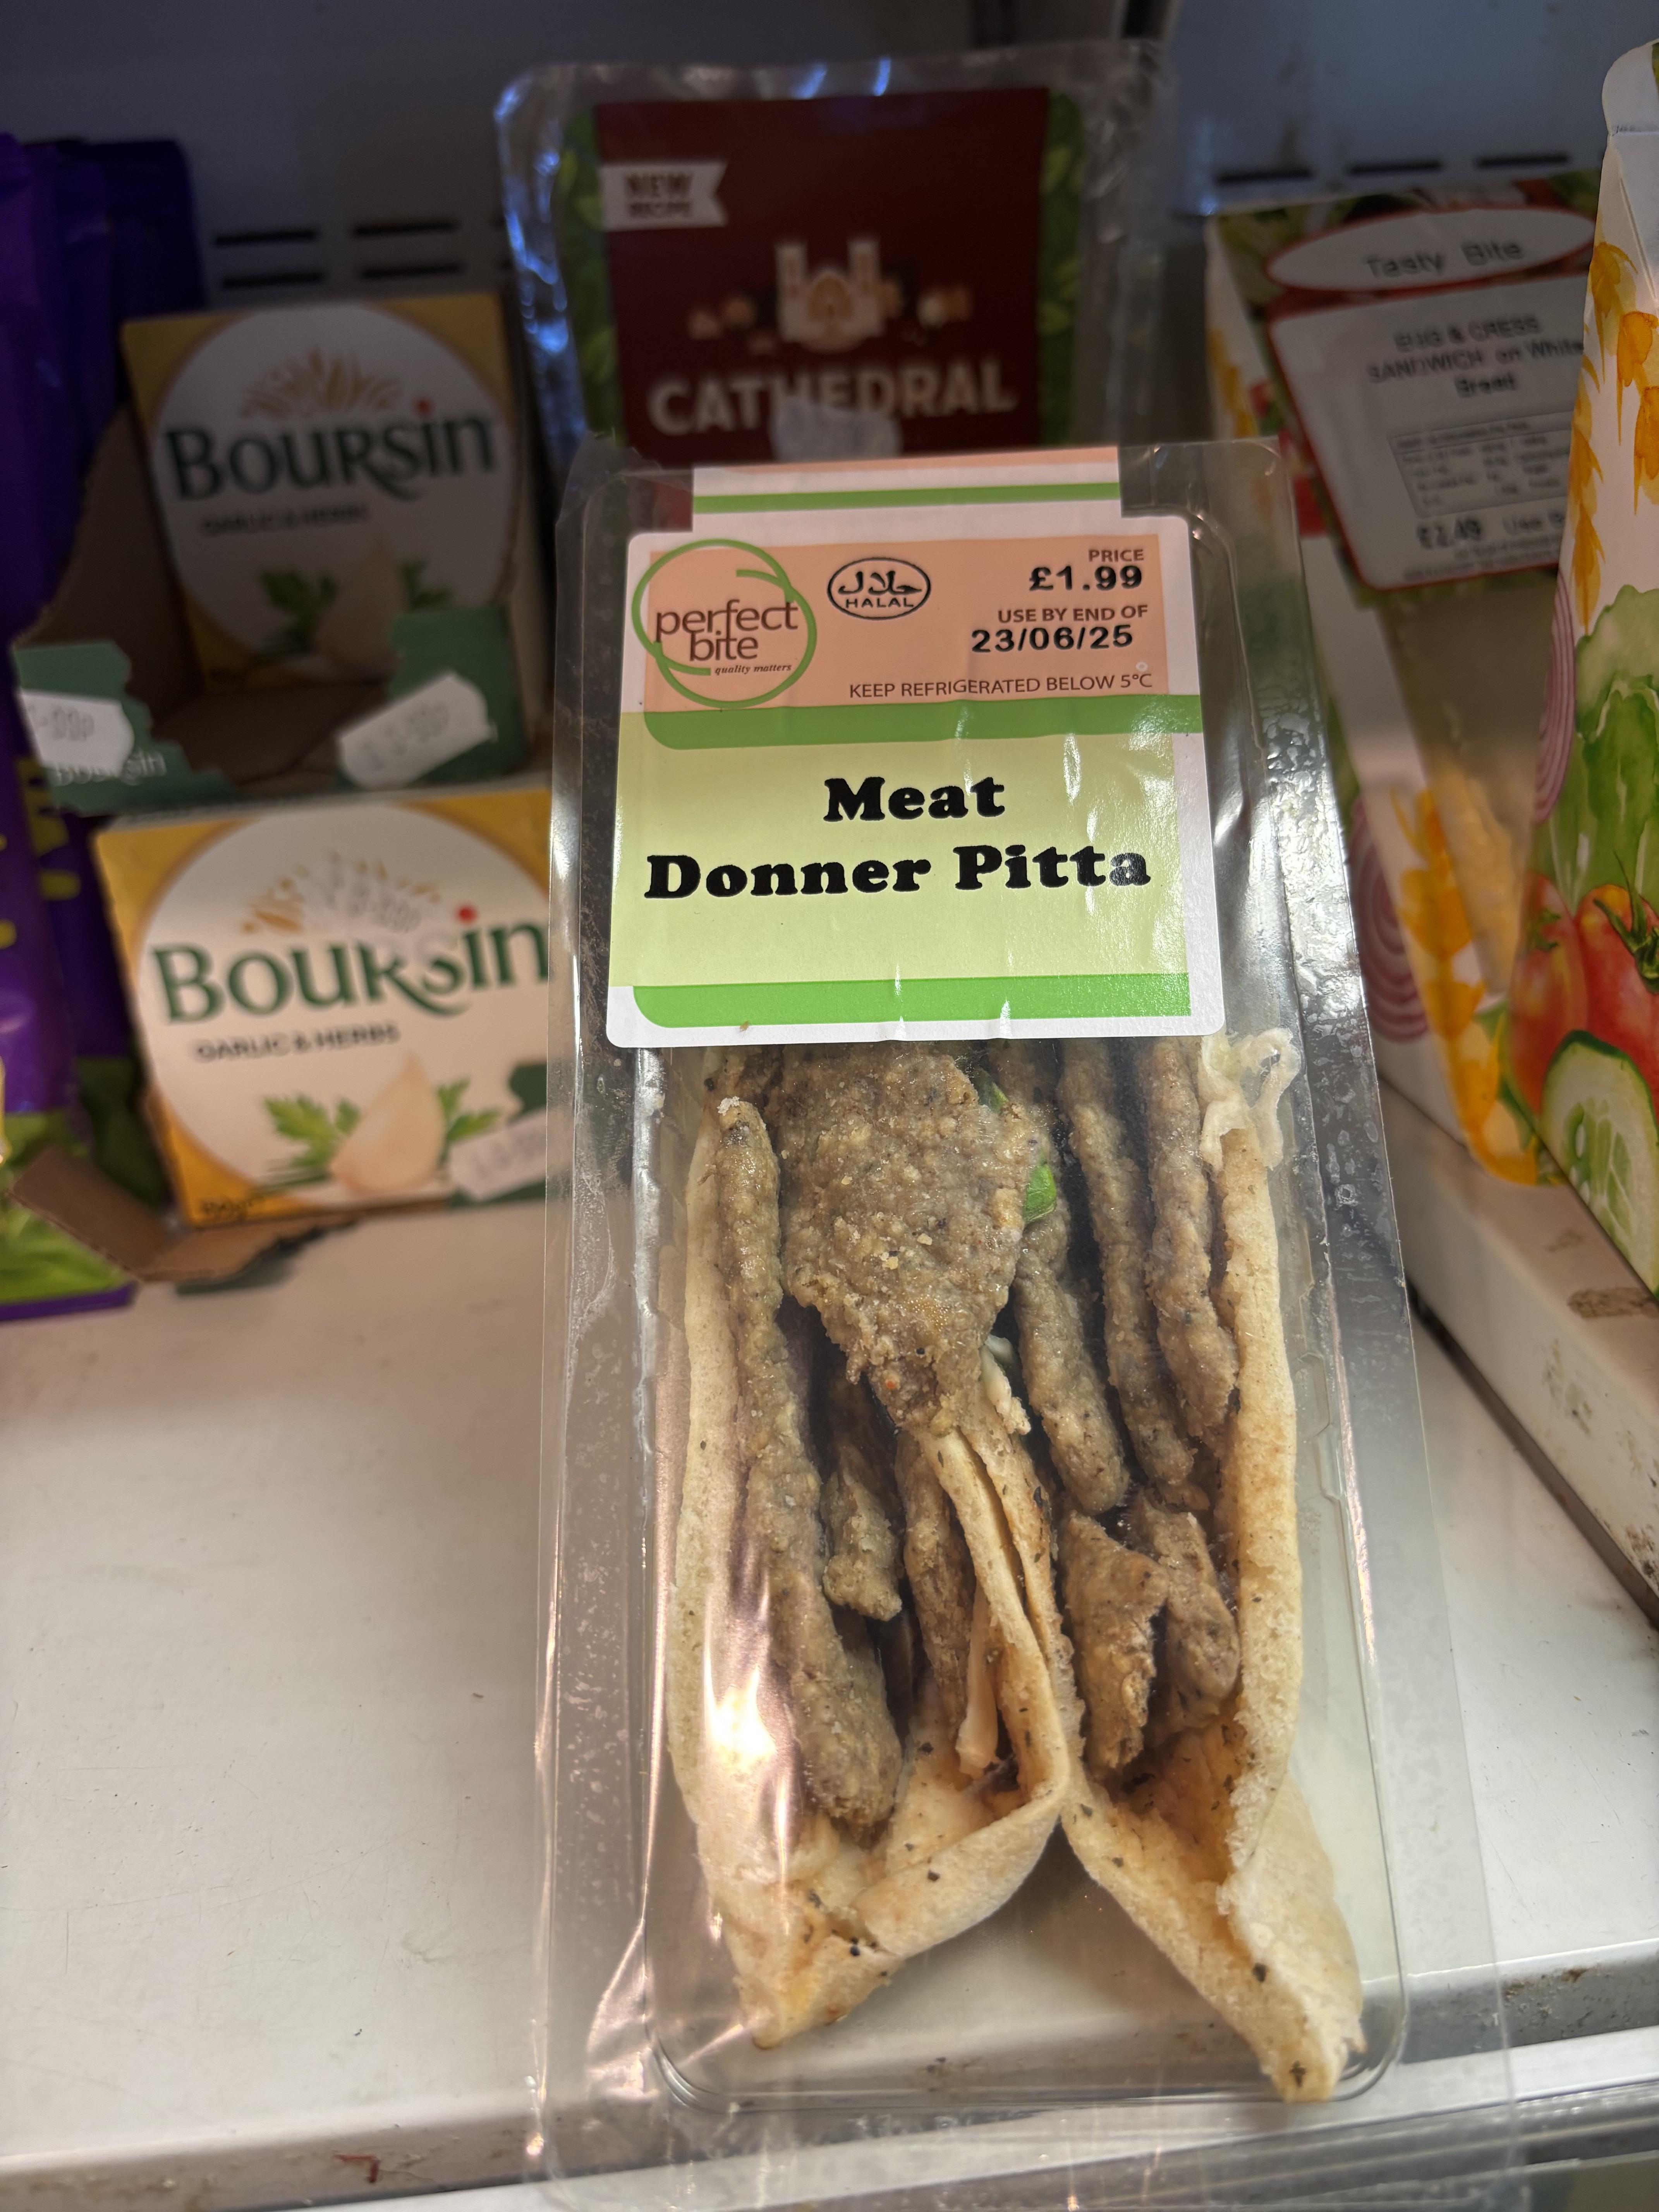 NEW
RECIPE
CATHEDRAL
Tasty Bite
EGG & CRESS
SANDWICH on White
Bread
£2.49 Use B
BOURSiN
GARLIC & HERBS
BOURSiN
GARLIC & HERBS
150g
perfect
bite
quality matters
حلال
HALAL
PRICE
£1.99
USE BY END OF
23/06/25
KEEP REFRIGERATED BELOW 5°C
Meat
Donner Pitta